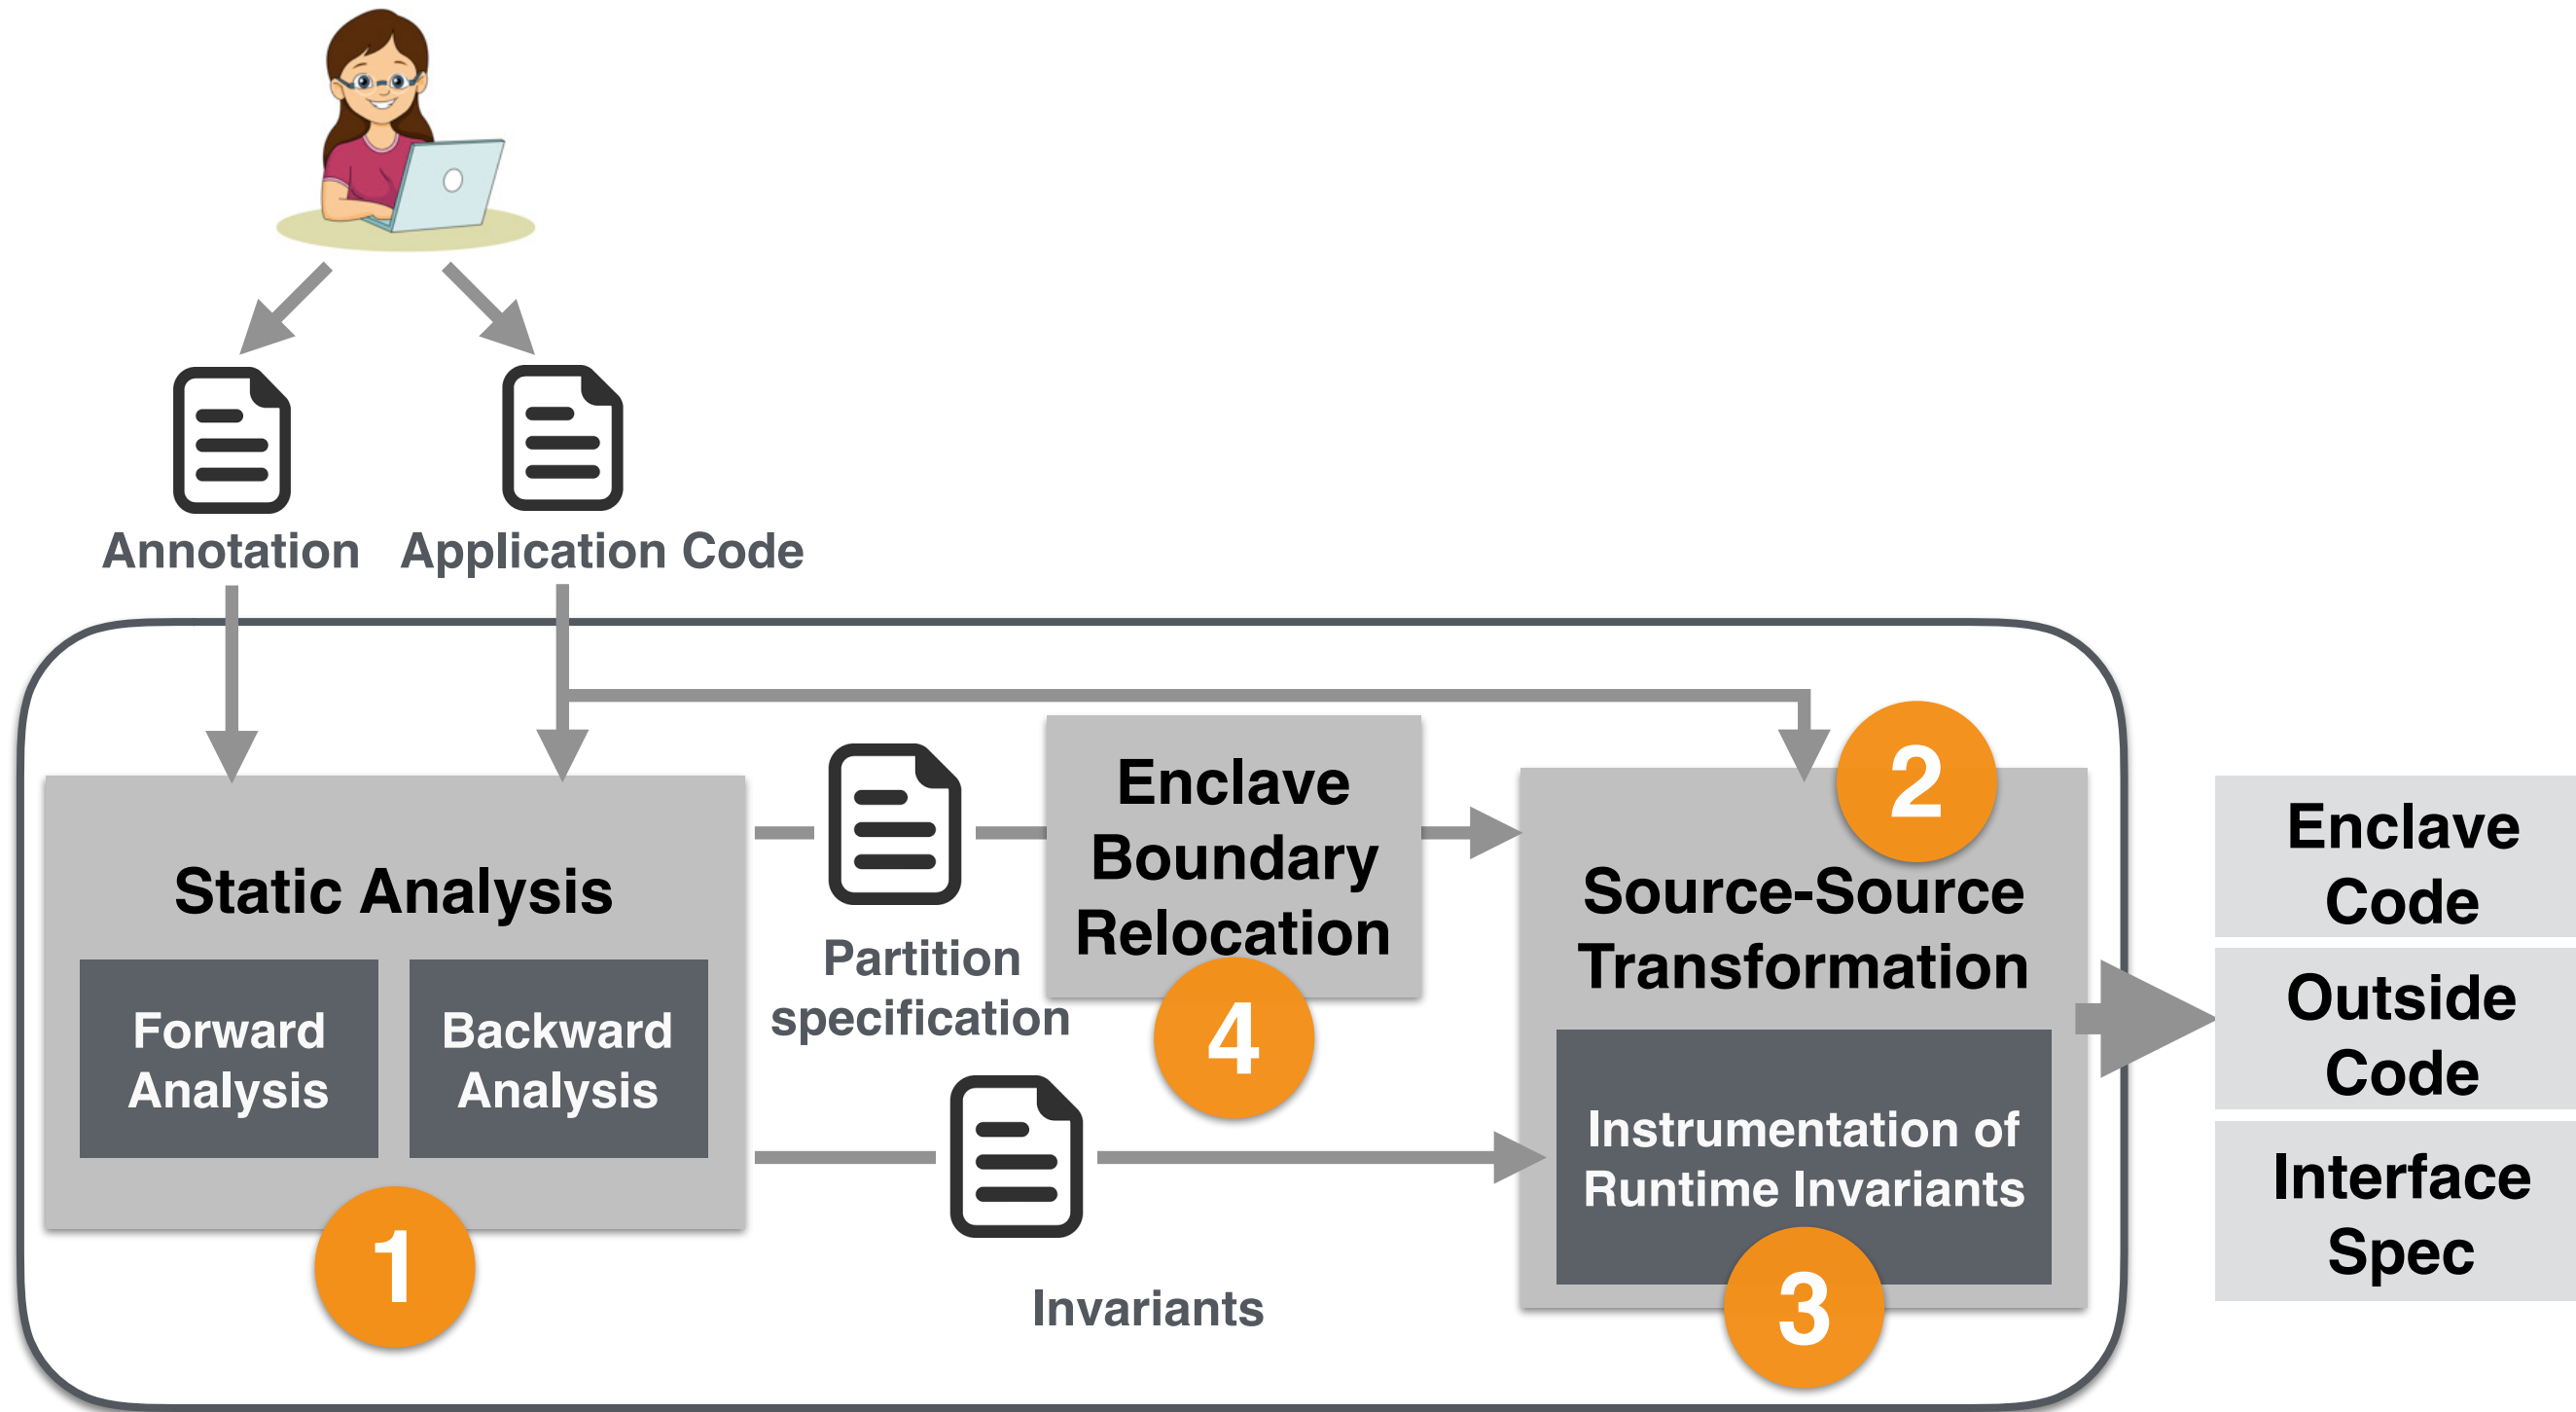 Annotation
Application Code
Static Analysis
Forward
Analysis
Backward
Analysis
1
Partition
specification
Enclave
Boundary
Relocation
4
Invariants
2
Source-Source
Transformation
Instrumentation of
Runtime Invariants
3
Enclave
Code
Outside
Code
Interface
Spec